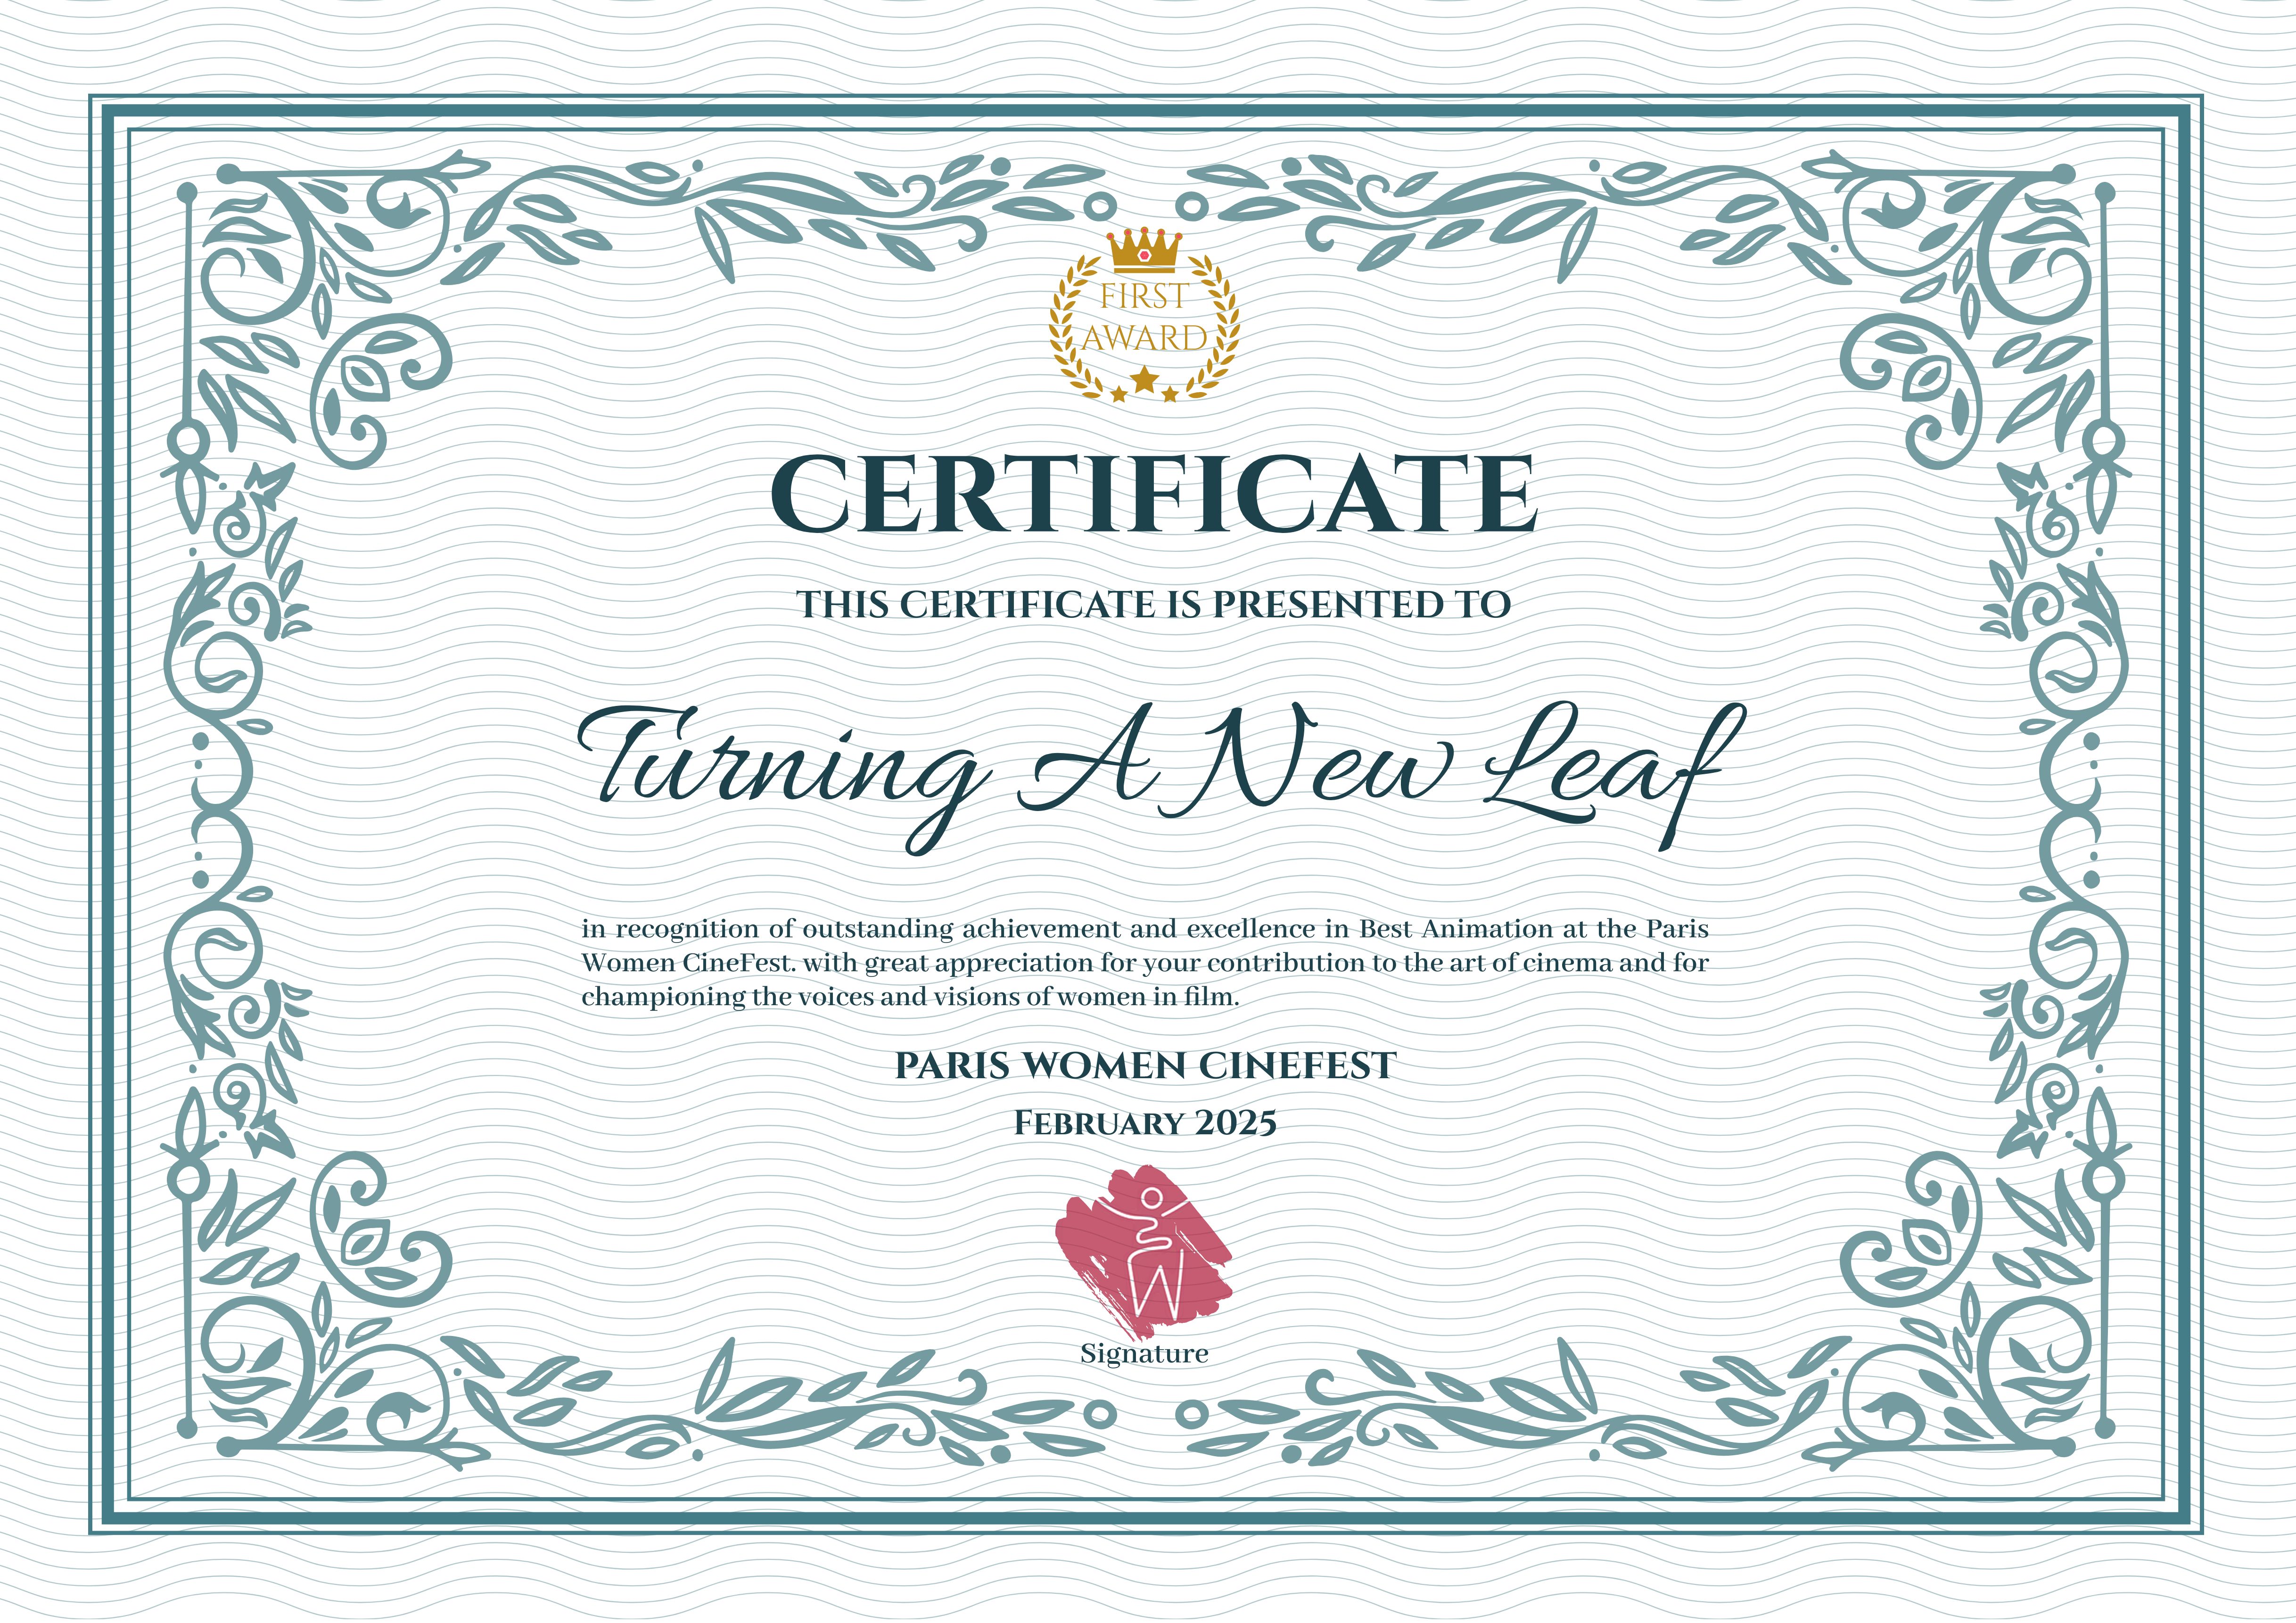 FIRST
AWARD
CERTIFICATE
THIS CERTIFICATE IS PRESENTED TO
Turning A New Leaf
in recognition of outstanding achievement and excellence in Best Animation at the Paris
Women CineFest. with great appreciation for your contribution to the art of cinema and for
championing the voices and visions of women in film.
PARIS WOMEN CINEFEST
February 2025
Signature